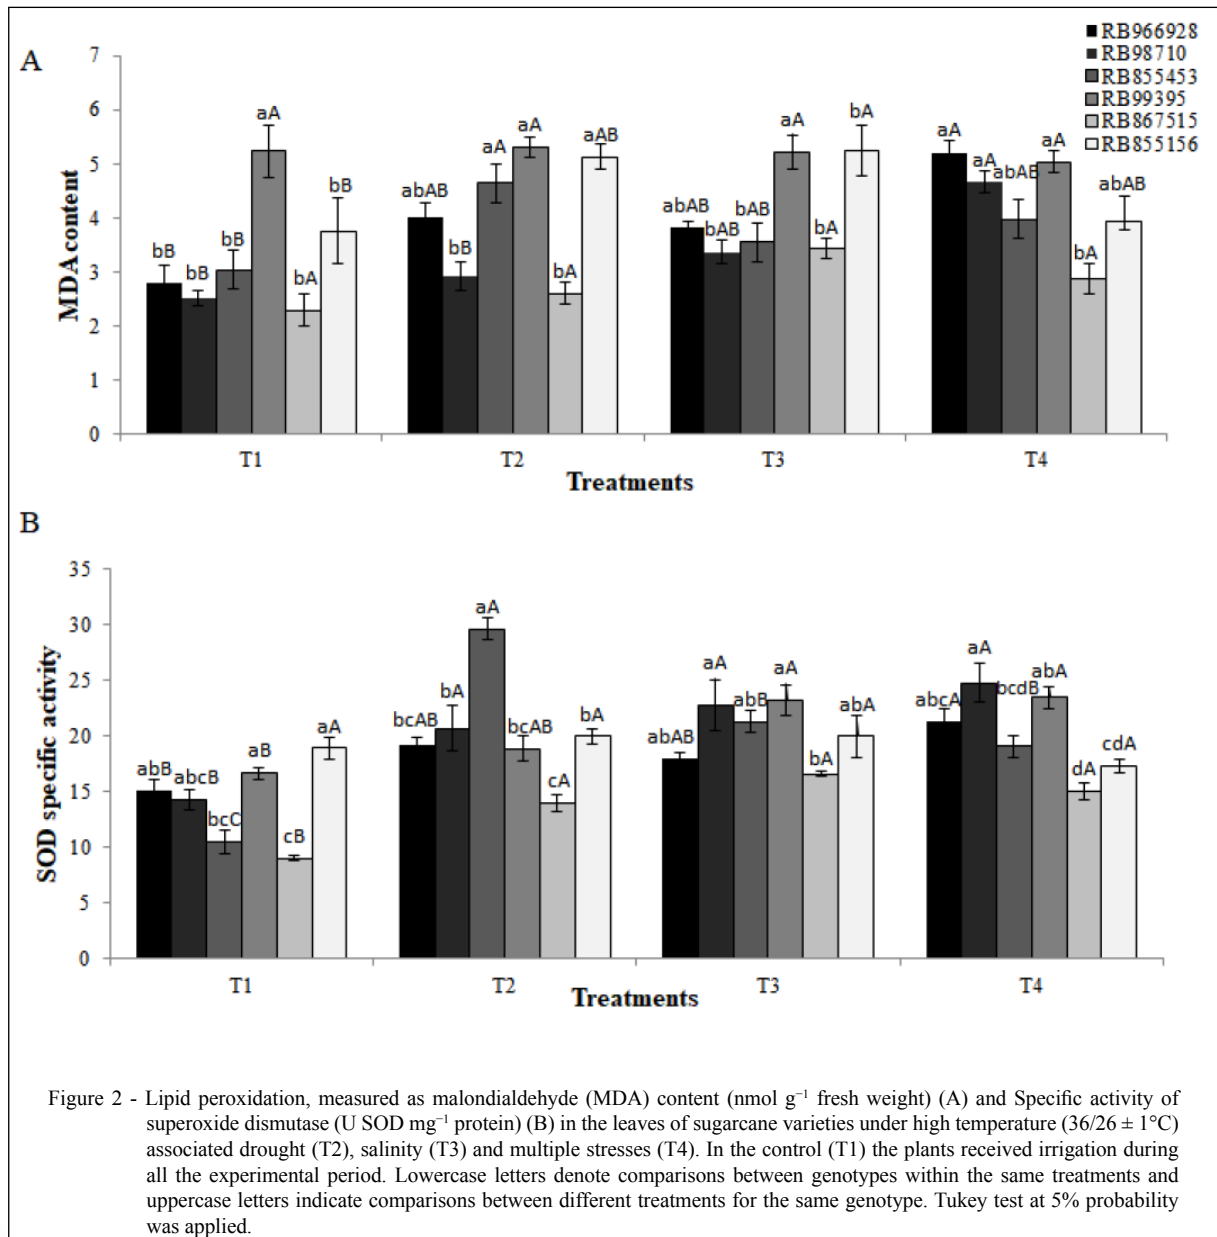 A
RB966928
RB98710
RB855453
RB99395
RB867515
RB855156
MDA content
7
6
5
4
3
2
1
0
bB bB bB aA bA bB
abAB bB aA aA bA aAB
abAB bAB bAB aA bA bA
aA aA abAB aA bA abAB
T1 T2 T3 T4
Treatments
B
SOD specific activity
35
30
25
20
15
10
5
0
abB abcB bcC aB cB aA
bcAB bA aA bcAB cA bA
abAB aA abB aA bA abA
abcA aA bcdB abA dA cdA
T1 T2 T3 T4
Treatments
Figure 2 - Lipid peroxidation, measured as malondialdehyde (MDA) content (nmol g⁻¹ fresh weight) (A) and Specific activity of
superoxide dismutase (U SOD mg⁻¹ protein) (B) in the leaves of sugarcane varieties under high temperature (36/26 ± 1°C)
associated drought (T2), salinity (T3) and multiple stresses (T4). In the control (T1) the plants received irrigation during
all the experimental period. Lowercase letters denote comparisons between genotypes within the same treatments and
uppercase letters indicate comparisons between different treatments for the same genotype. Tukey test at 5% probability
was applied.